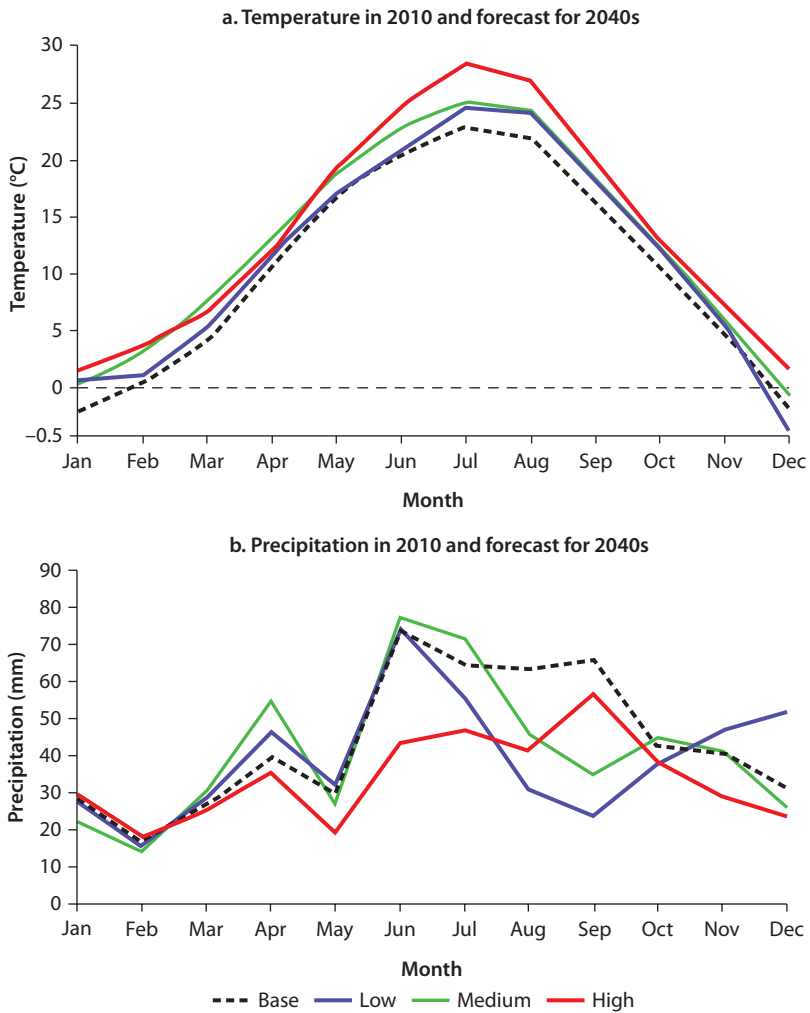 a. Temperature in 2010 and forecast for 2040s
30
25
20
15
10
5
0
–0.5
Temperature (°C)
Jan Feb Mar Apr May Jun Jul Aug Sep Oct Nov Dec
Month
b. Precipitation in 2010 and forecast for 2040s
90
80
70
60
50
40
30
20
10
0
Precipitation (mm)
Jan Feb Mar Apr May Jun Jul Aug Sep Oct Nov Dec
Month
Base Low Medium High